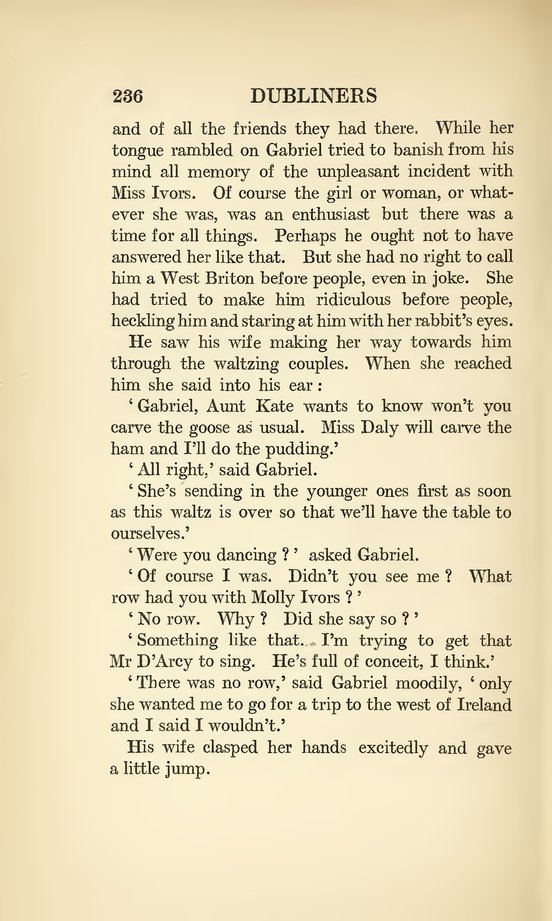 236 DUBLINERS
and of all the friends they had there. While her
tongue rambled on Gabriel tried to banish from his
mind all memory of the unpleasant incident with
Miss Ivors. Of course the girl or woman, or what-
ever she was, was an enthusiast but there was a
time for all things. Perhaps he ought not to have
answered her like that. But she had no right to call
him a West Briton before people, even in joke. She
had tried to make him ridiculous before people,
heckling him and staring at him with her rabbit's eyes.
He saw his wife making her way towards him
through the waltzing couples. When she reached
him she said into his ear :
‘ Gabriel, Aunt Kate wants to know won't you
carve the goose as usual. Miss Daly will carve the
ham and I'll do the pudding.’
‘ All right,’ said Gabriel.
‘ She's sending in the younger ones first as soon
as this waltz is over so that we'll have the table to
ourselves.’
‘ Were you dancing ? ’ asked Gabriel.
‘ Of course I was. Didn't you see me ? What
row had you with Molly Ivors ? ’
‘ No row. Why ? Did she say so ? ’
‘ Something like that. I'm trying to get that
Mr D'Arcy to sing. He's full of conceit, I think.’
‘ There was no row,’ said Gabriel moodily, ‘ only
she wanted me to go for a trip to the west of Ireland
and I said I wouldn't.’
His wife clasped her hands excitedly and gave
a little jump.